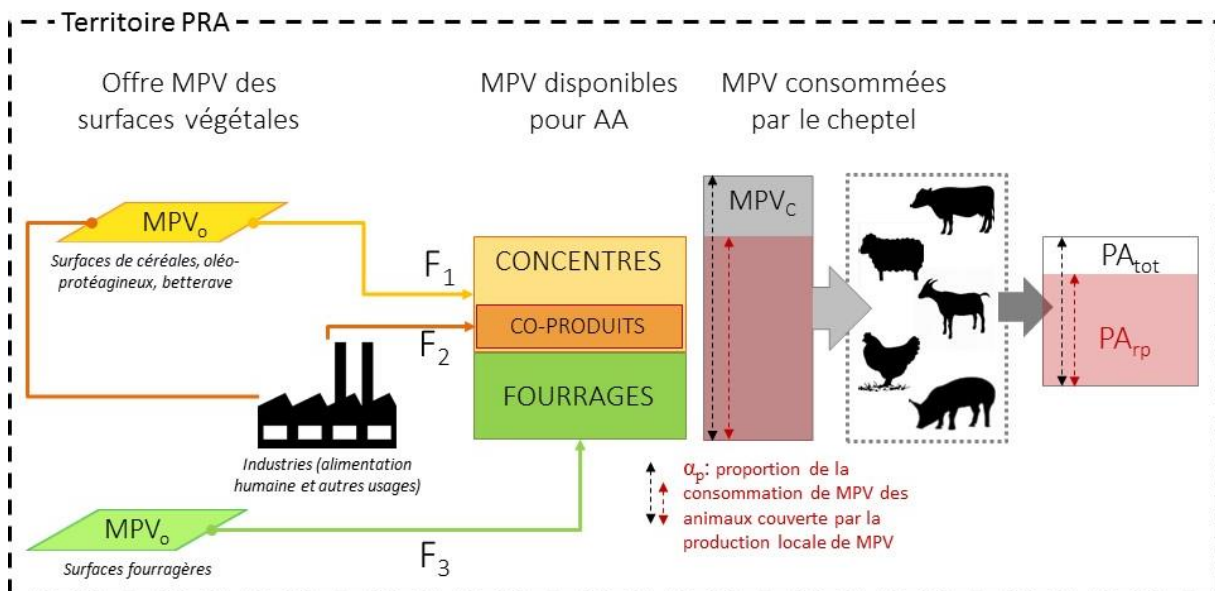 Territoire PRA
Offre MPV des
surfaces végétales
MPV disponibles
pour AA
MPV consommées
par le cheptel
MPVo
Surfaces de céréales, oléo-
protéagineux, betterave
F1
CONCENTRES
CO-PRODUITS
F2
FOURRAGES
Industries (alimentation
humaine et autres usages)
MPVo
Surfaces fourragères
F3
MPVC
PAtot
PArp
αp: proportion de la
consommation de MPV des
animaux couverte par la
production locale de MPV